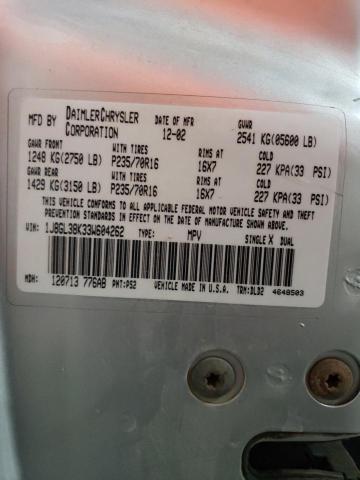 MFD BY DAIMLERCHRYSLER CORPORATION DATE OF MFR 12-02 GVWR 2541 KG(05600 LB)
GAWR FRONT WITH TIRES RIMS AT COLD
1248 KG(2750 LB) P235/70R16 16X7 227 KPA(33 PSI)
GAWR REAR WITH TIRES RIMS AT COLD
1429 KG(3150 LB) P235/70R16 16X7 227 KPA(33 PSI)
THIS VEHICLE CONFORMS TO ALL APPLICABLE FEDERAL MOTOR VEHICLE SAFETY AND
THEFT PREVENTION STANDARDS IN EFFECT ON THE DATE OF MANUFACTURE SHOWN ABOVE.
VIN: 1J8GL38K33W604262 TYPE: MPV SINGLE X DUAL
MDH: 120713 776AB PNT: PS2 VEHICLE MADE IN U.S.A. TRM: DLD2 4648503